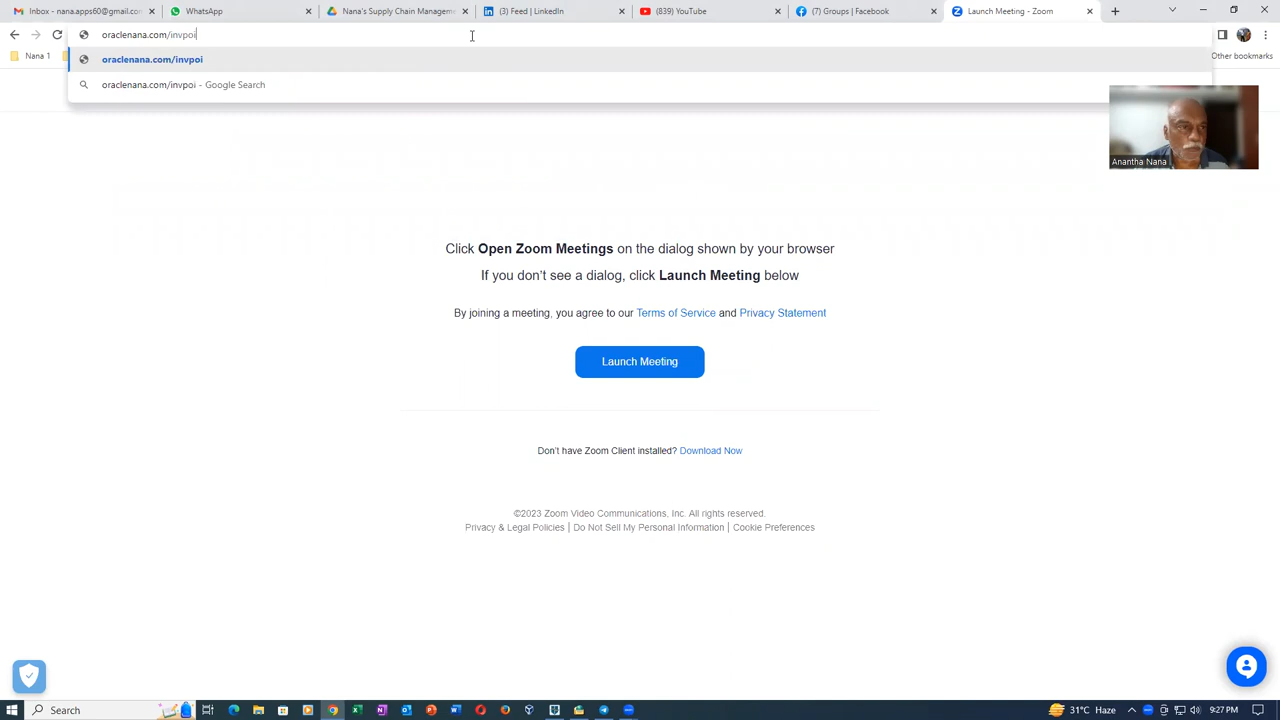 Inbox - nana.apps60@gmail.com
WhatsApp
Nana's Supply Chain Managem
(3) Feed | LinkedIn
(839) YouTube
(7) Groups | Facebook
Launch Meeting - Zoom
oraclenana.com/invpoi
Nana 1
oraclenana.com/invpoi
Other bookmarks
oraclenana.com/invpoi - Google Search
Anantha Nana
Click Open Zoom Meetings on the dialog shown by your browser
If you don't see a dialog, click Launch Meeting below
By joining a meeting, you agree to our Terms of Service and Privacy Statement
Launch Meeting
Don't have Zoom Client installed? Download Now
©2023 Zoom Video Communications, Inc. All rights reserved.
Privacy & Legal Policies | Do Not Sell My Personal Information | Cookie Preferences
Search
31°C Haze
9:27 PM